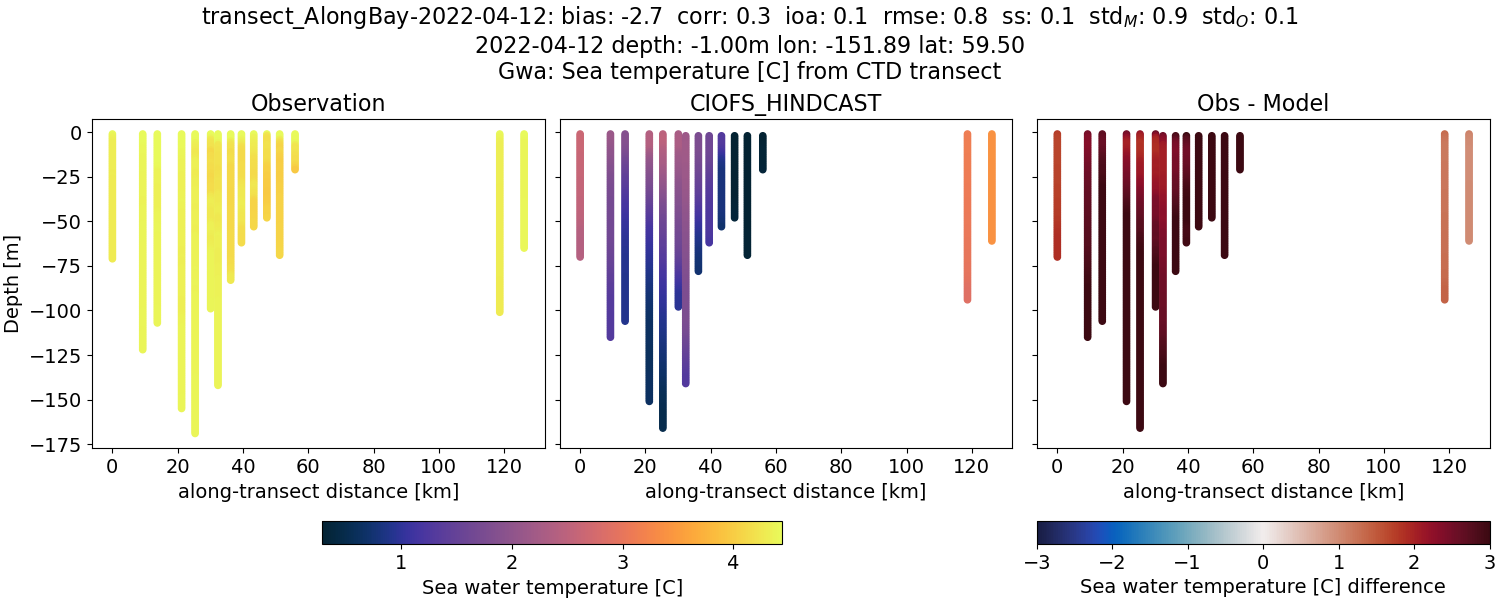 transect_AlongBay-2022-04-12: bias: -2.7 corr: 0.3 ioa: 0.1 rmse: 0.8 ss: 0.1 std_M: 0.9 std_O: 0.1
2022-04-12 depth: -1.00m lon: -151.89 lat: 59.50
Gwa: Sea temperature [C] from CTD transect
Observation
CIOFS_HINDCAST
Obs - Model
Depth [m]
0
−25
−50
−75
−100
−125
−150
−175
0 20 40 60 80 100 120
0 20 40 60 80 100 120
0 20 40 60 80 100 120
along-transect distance [km]
along-transect distance [km]
along-transect distance [km]
1 2 3 4
Sea water temperature [C]
−3 −2 −1 0 1 2 3
Sea water temperature [C] difference